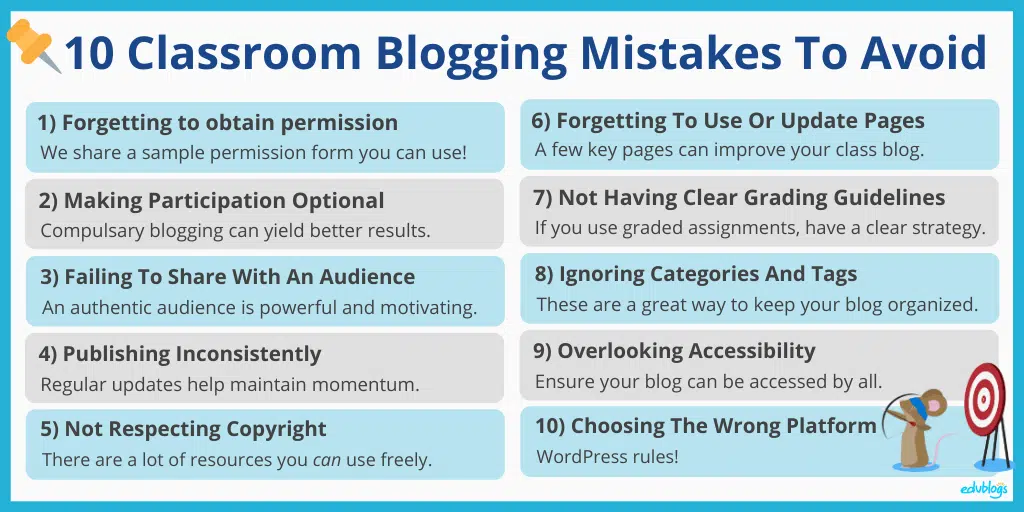 10 Classroom Blogging Mistakes To Avoid
1) Forgetting to obtain permission
We share a sample permission form you can use!
2) Making Participation Optional
Compulsary blogging can yield better results.
3) Failing To Share With An Audience
An authentic audience is powerful and motivating.
4) Publishing Inconsistently
Regular updates help maintain momentum.
5) Not Respecting Copyright
There are a lot of resources you can use freely.
6) Forgetting To Use Or Update Pages
A few key pages can improve your class blog.
7) Not Having Clear Grading Guidelines
If you use graded assignments, have a clear strategy.
8) Ignoring Categories And Tags
These are a great way to keep your blog organized.
9) Overlooking Accessibility
Ensure your blog can be accessed by all.
10) Choosing The Wrong Platform
WordPress rules!
edublogs